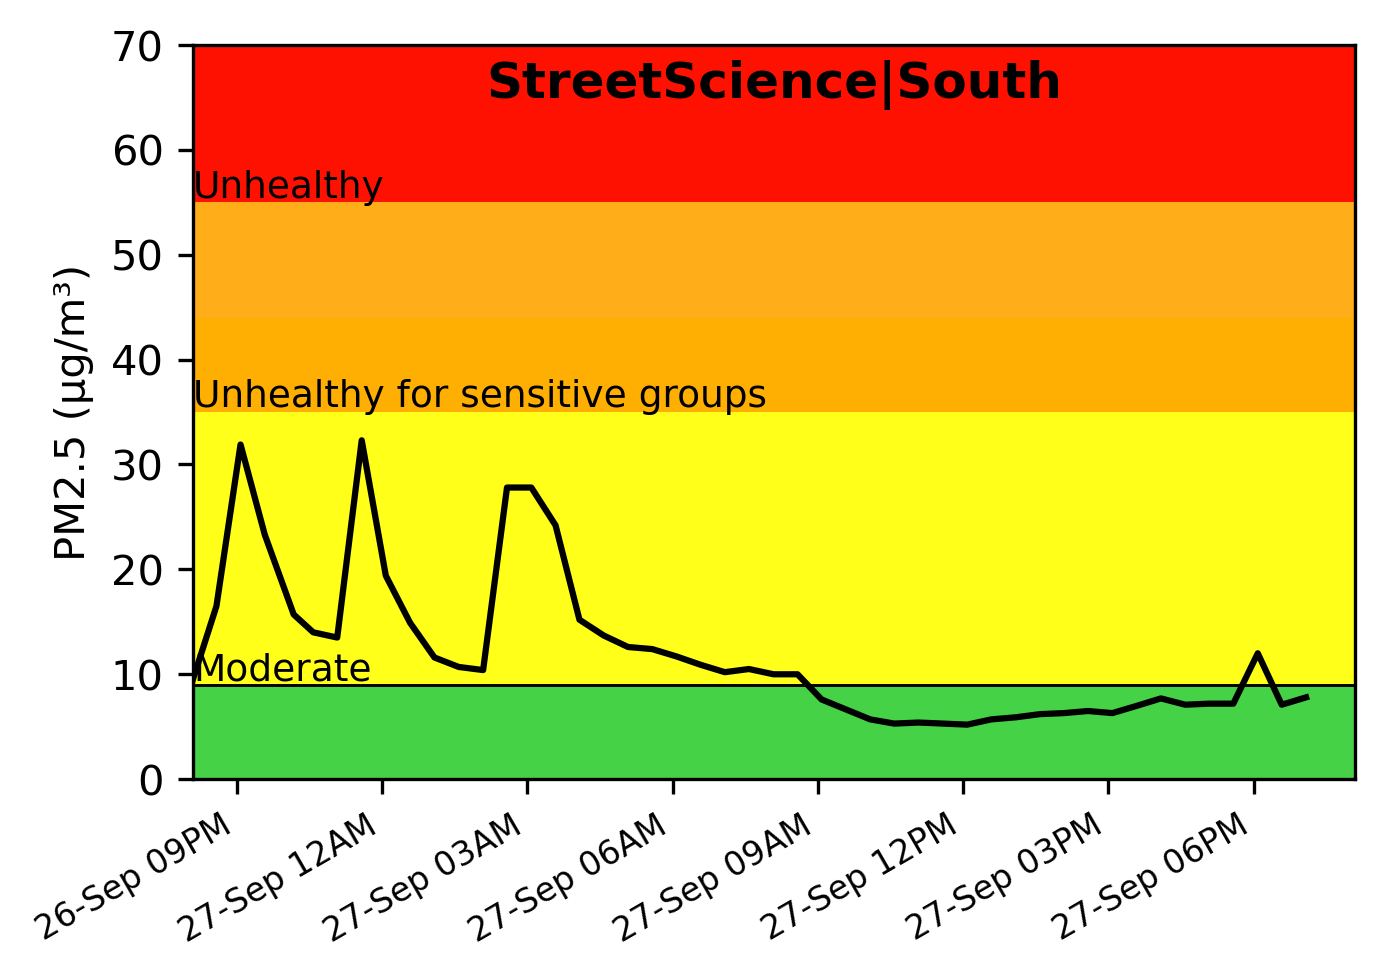 StreetScience|South
70
60
50
40
30
20
10
0
PM2.5 (µg/m³)
Unhealthy
Unhealthy for sensitive groups
Moderate
26-Sep 09PM
27-Sep 12AM
27-Sep 03AM
27-Sep 06AM
27-Sep 09AM
27-Sep 12PM
27-Sep 03PM
27-Sep 06PM